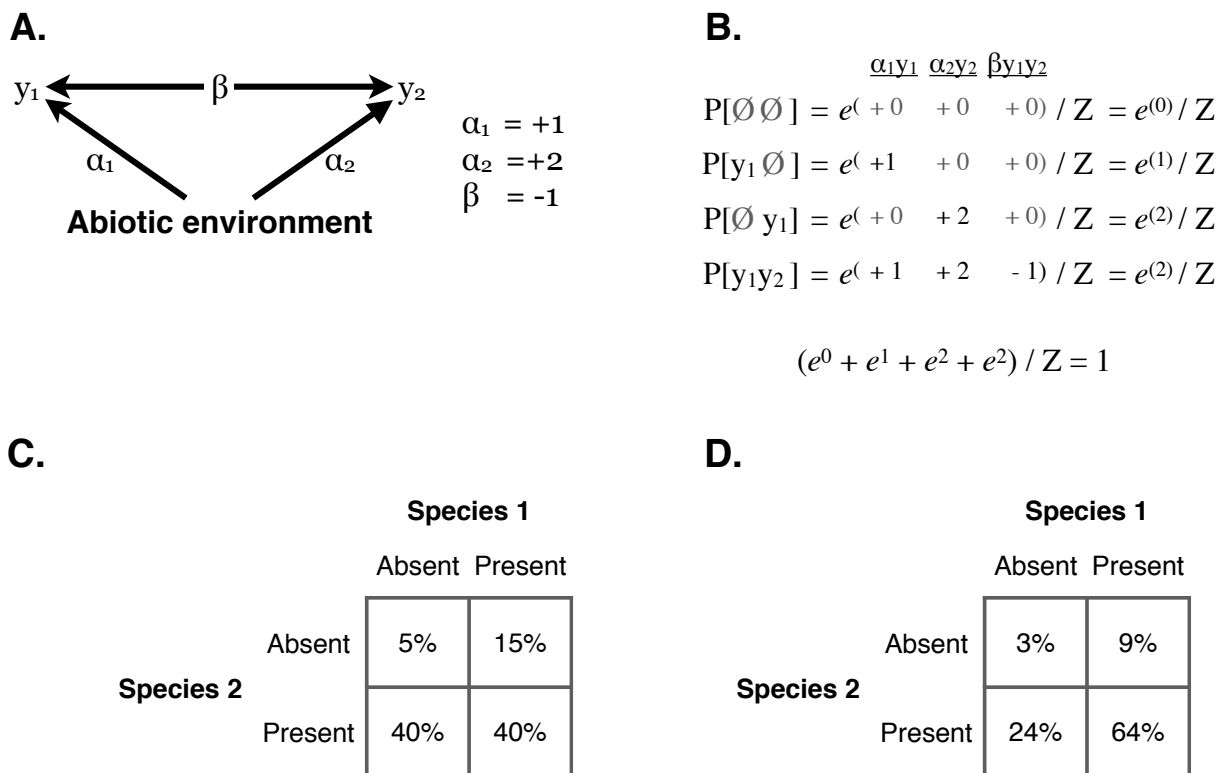 A.
y₁ β y₂
α₁ α₂
Abiotic environment
α₁ = +1
α₂ =+2
β = -1
B.
α₁y₁ α₂y₂ βy₁y₂
P[Ø Ø ] = e( + 0 + 0 + 0) / Z = e(0) / Z
P[y₁ Ø ] = e( +1 + 0 + 0) / Z = e(1) / Z
P[Ø y₁] = e( + 0 + 2 + 0) / Z = e(2) / Z
P[y₁y₂ ] = e( + 1 + 2 - 1) / Z = e(2) / Z
(e⁰ + e¹ + e² + e²) / Z = 1
C.
Species 1
Absent Present
Absent 5% 15%
Species 2
Present 40% 40%
D.
Species 1
Absent Present
Absent 3% 9%
Species 2
Present 24% 64%